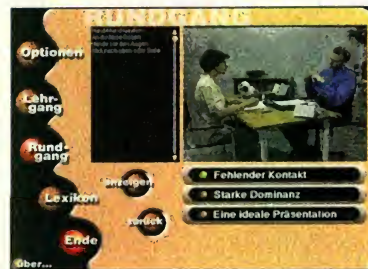 RUNDGANG
Optionen
Lehr-
gang
Rund-
gang
Lexikon
Ende
Über...
anzeigen
zurück
Fehlender Kontakt
Starke Dominanz
Eine ideale Präsentation